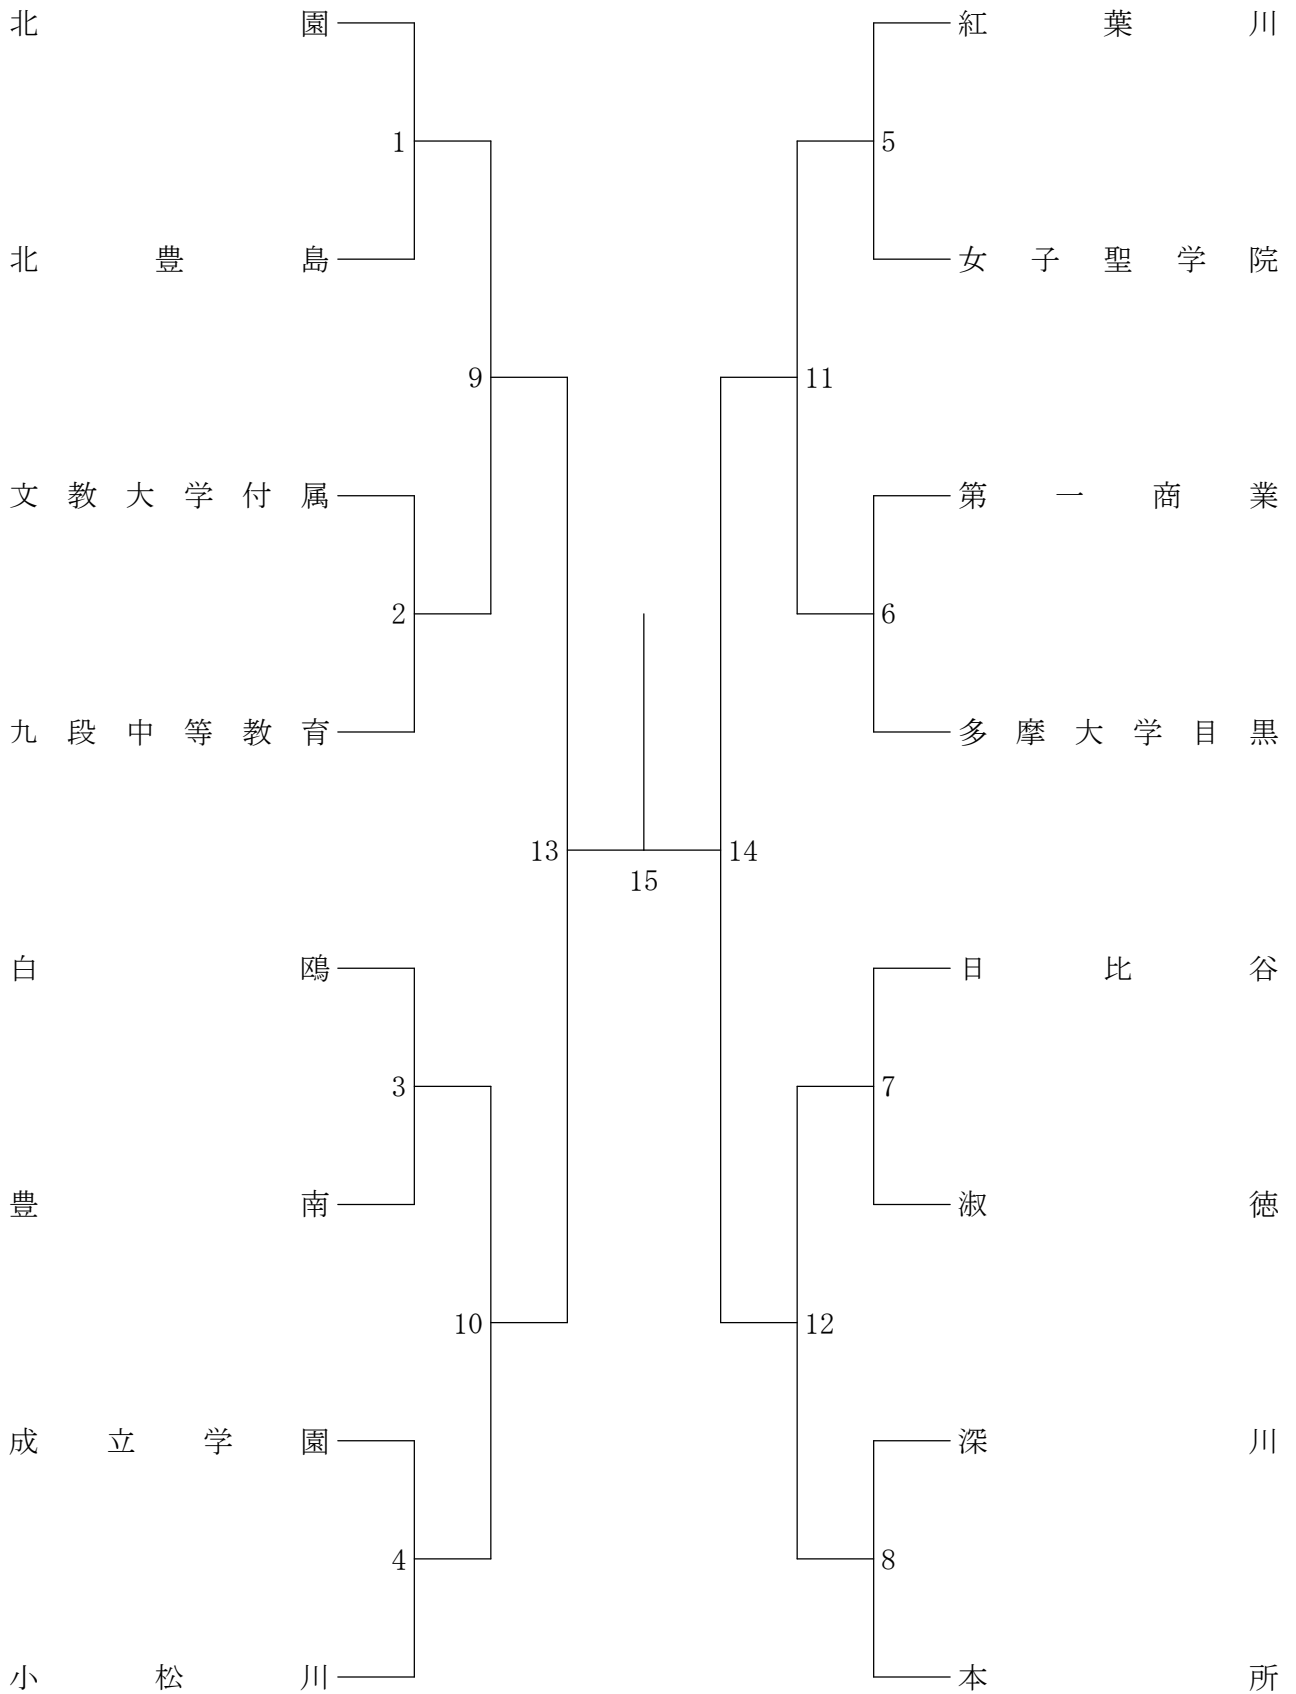 北園
紅葉川
1
5
北豊島
女子聖学院
9
11
文教大学付属
第一商業
2
6
九段中等教育
多摩大学目黒
13
14
15
白鴎
日比谷
3
7
豊南
淑徳
10
12
成立学園
深川
4
8
小松川
本所